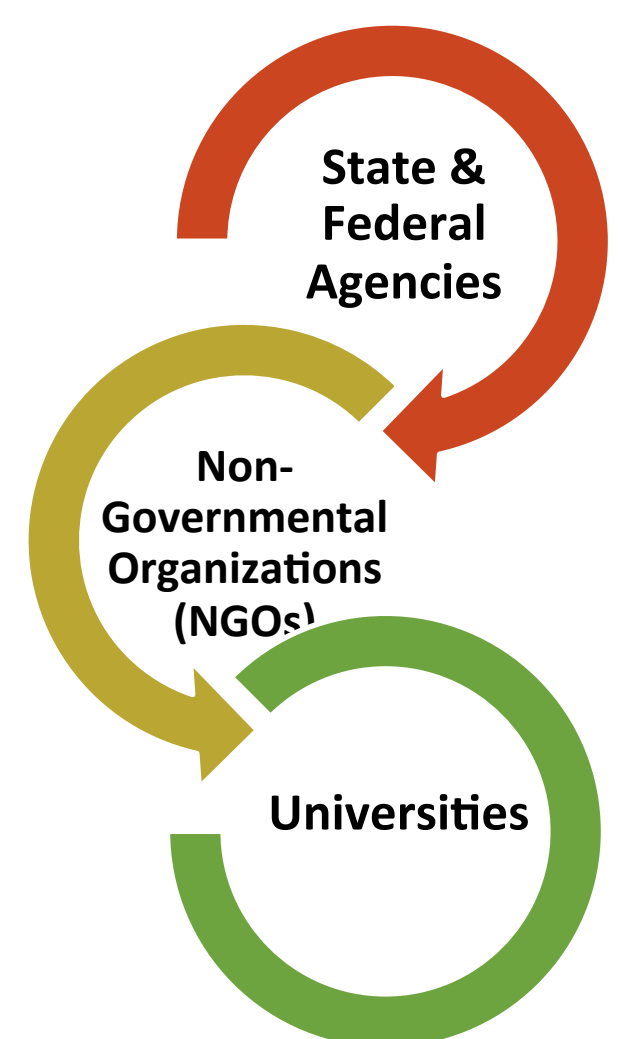 State &
Federal
Agencies
Non-
Governmental
Organizations
(NGOs)
Universities